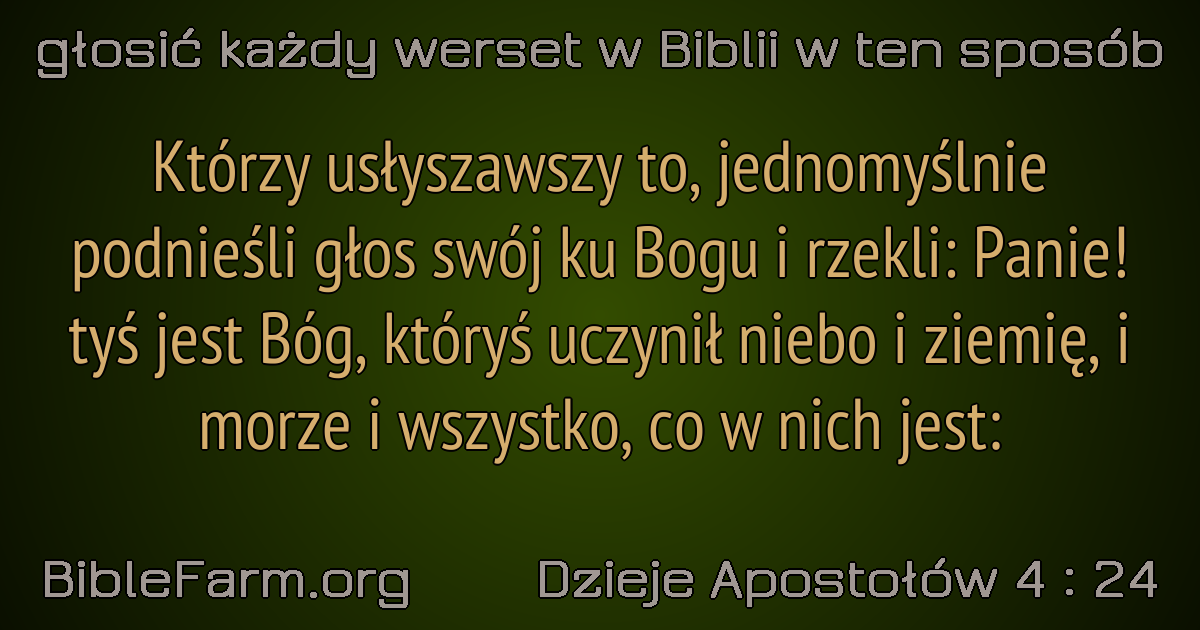 głosić każdy werset w Biblii w ten sposób
Którzy usłyszawszy to, jednomyślnie
podnieśli głos swój ku Bogu i rzekli: Panie!
tyś jest Bóg, któryś uczynił niebo i ziemię, i
morze i wszystko, co w nich jest:
BibleFarm.org Dzieje Apostołów 4 : 24